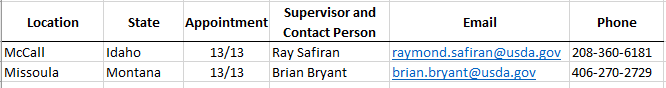 Location State Appointment Supervisor and Contact Person Email Phone
McCall Idaho 13/13 Ray Safiran raymond.safiran@usda.gov 208-360-6181
Missoula Montana 13/13 Brian Bryant brian.bryant@usda.gov 406-270-2729